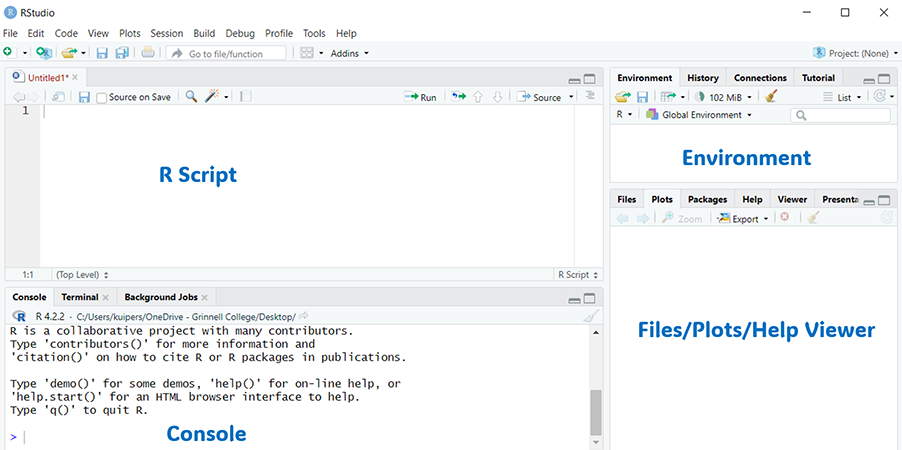 RStudio
File Edit Code View Plots Session Build Debug Profile Tools Help
Go to file/function Addins Project: (None)
Untitled1*
Source on Save Run Source
1
R Script
1:1 (Top Level) R Script
Console Terminal Background Jobs
R 4.2.2 · C:/Users/kuipers/OneDrive - Grinnell College/Desktop/
R is a collaborative project with many contributors.
Type 'contributors()' for more information and
'citation()' on how to cite R or R packages in publications.
Type 'demo()' for some demos, 'help()' for on-line help, or
'help.start()' for an HTML browser interface to help.
Type 'q()' to quit R.
>
Console
Environment History Connections Tutorial
102 MiB List
R Global Environment
Environment
Files Plots Packages Help Viewer Presenta
Zoom Export
Files/Plots/Help Viewer